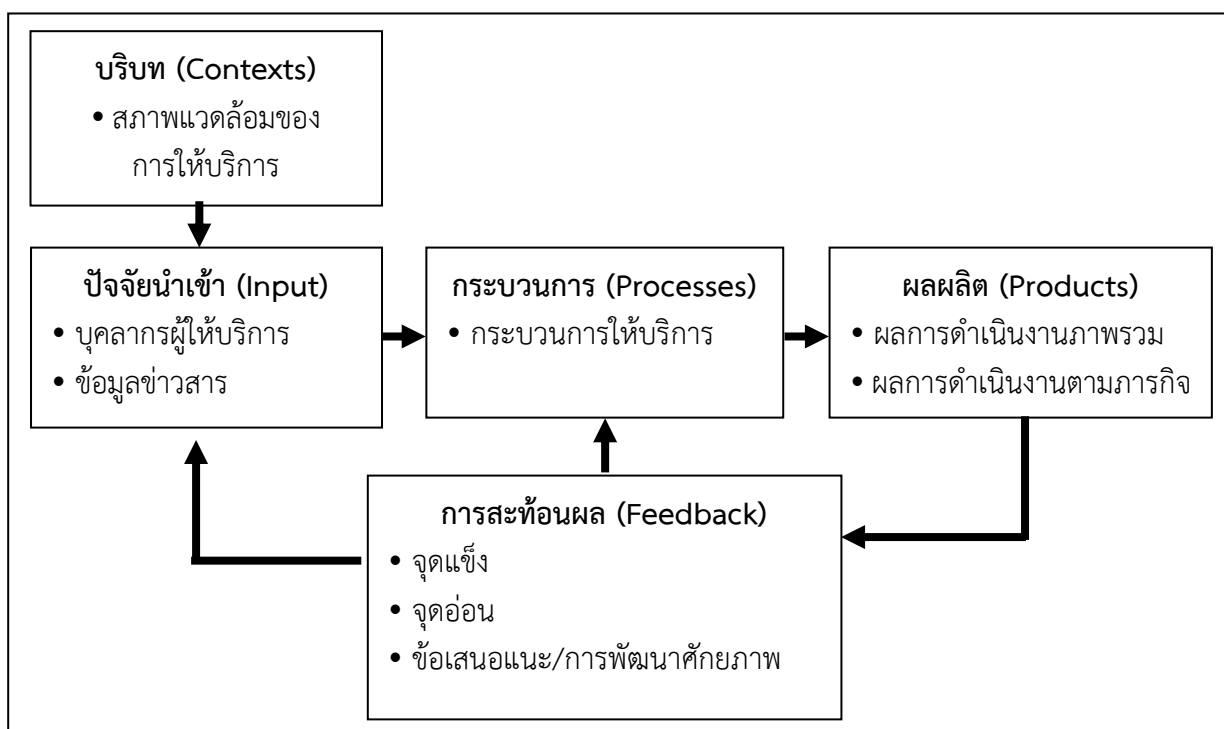 บริบท (Contexts)
• สภาพแวดล้อมของ
การให้บริการ
ปัจจัยนำเข้า (Input)
• บุคลากรผู้ให้บริการ
• ข้อมูลข่าวสาร
กระบวนการ (Processes)
• กระบวนการให้บริการ
ผลผลิต (Products)
• ผลการดำเนินงานภาพรวม
• ผลการดำเนินงานตามภารกิจ
การสะท้อนผล (Feedback)
• จุดแข็ง
• จุดอ่อน
• ข้อเสนอแนะ/การพัฒนาศักยภาพ